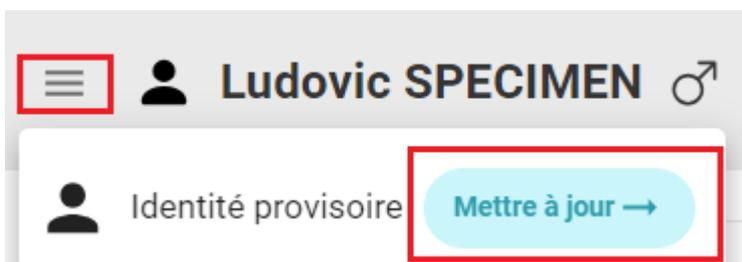 Ludovic SPECIMEN
Identité provisoire Mettre à jour →